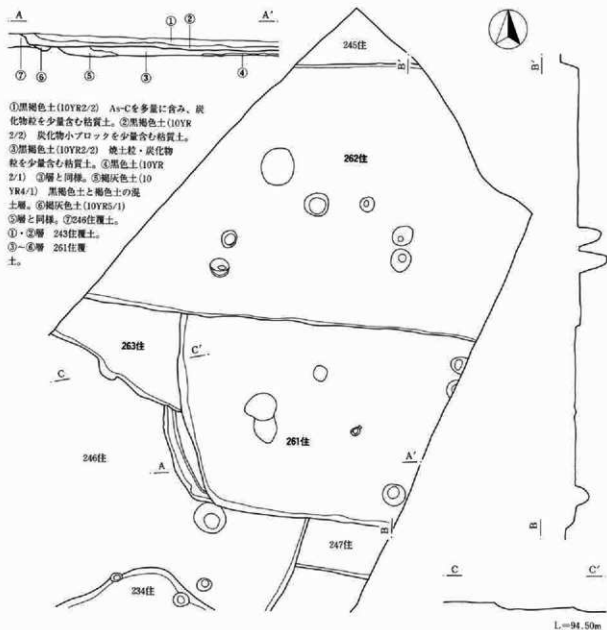 A A'
① ②
⑦ ⑥ ⑤ ③ ④
①黒褐色土(10YR2/2) As-Cを多量に含み、炭
化物粒を少量含む粘質土。②黒褐色土(10YR
2/2) 炭化物小ブロックを少量含む粘質土。
③黒褐色土(10YR2/2) 焼土粒・炭化物
粒を少量含む粘質土。④黒色土(10YR
2/1) ③層と同様。⑤褐灰色土(10
YR4/1) 黒褐色土と褐色土の混
土層。⑥褐灰色土(10YR5/1)
⑤層と同様。⑦246住覆土。
①・②層 243住覆土。
③~⑥層 261住覆
土。
245住
B'
B'
262住
263住
C'
C
246住
A
261住
A'
B
B
247住
234住
C C'
L=94.50m